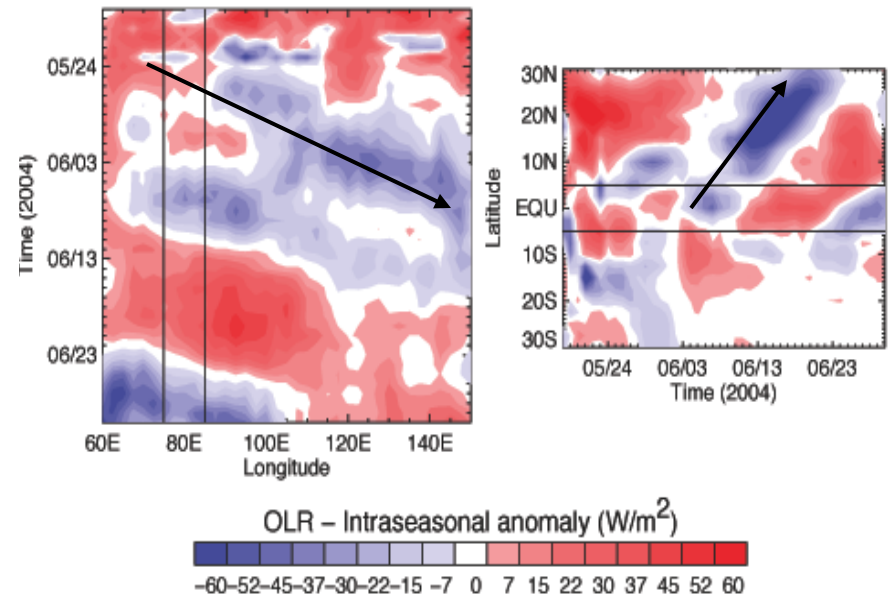 05/24
06/03
06/13
06/23
Time (2004)
60E 80E 100E 120E 140E
Longitude
30N
20N
10N
EQU
10S
20S
30S
Latitude
05/24 06/03 06/13 06/23
Time (2004)
OLR – Intraseasonal anomaly (W/m²)
–60–52–45–37–30–22–15 –7 0 7 15 22 30 37 45 52 60